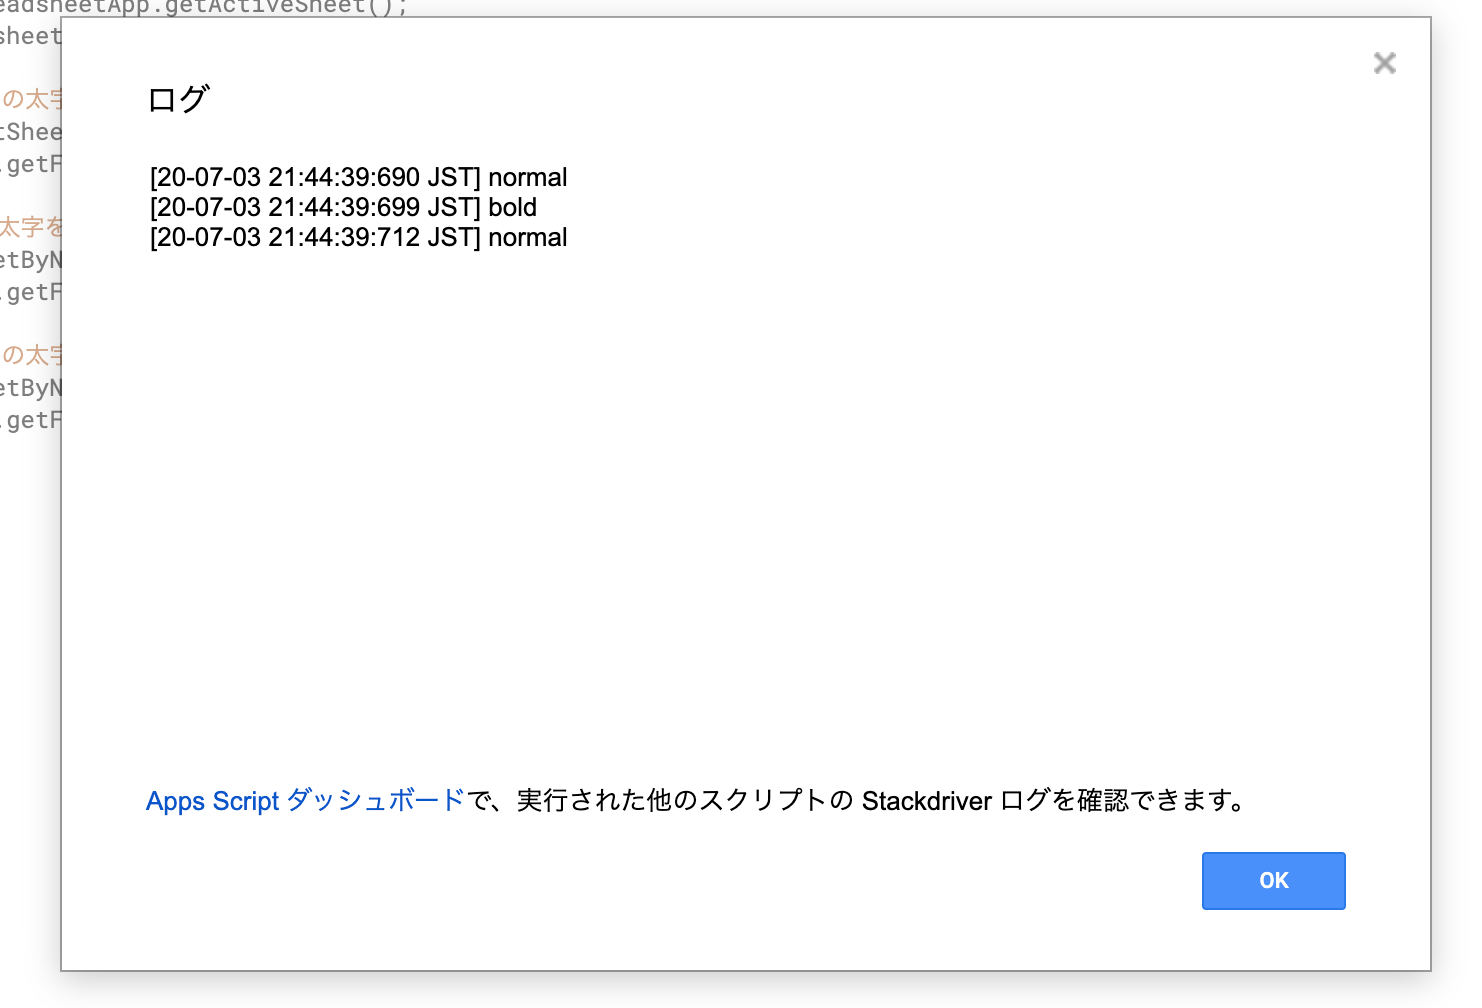 eadsheetApp.getActiveSheet();
sheet
ログ
の太字
tShee
.getF
[20-07-03 21:44:39:690 JST] normal
[20-07-03 21:44:39:699 JST] bold
太字を
[20-07-03 21:44:39:712 JST] normal
etByN
.getF
の太字
etByN
.getF
Apps Script ダッシュボードで、実行された他のスクリプトの Stackdriver ログを確認できます。
OK